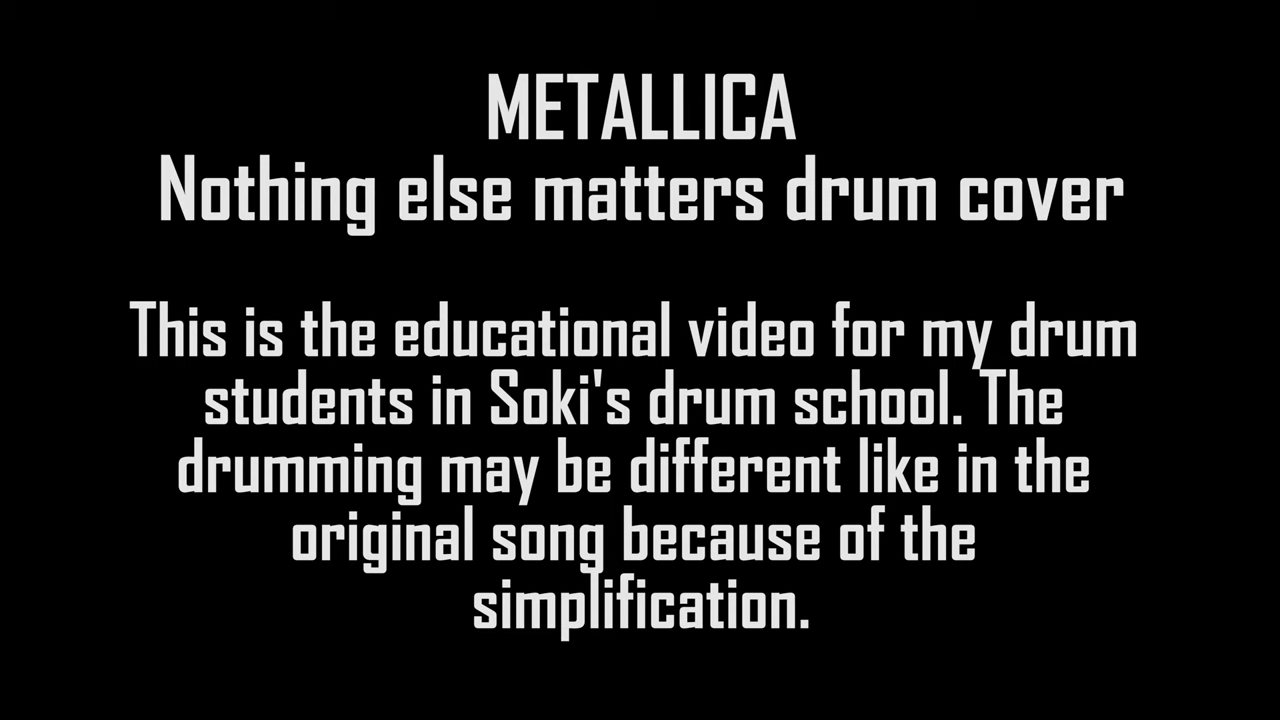 METALLICA
Nothing else matters drum cover
This is the educational video for my drum
students in Soki's drum school. The
drumming may be different like in the
original song because of the
simplification.